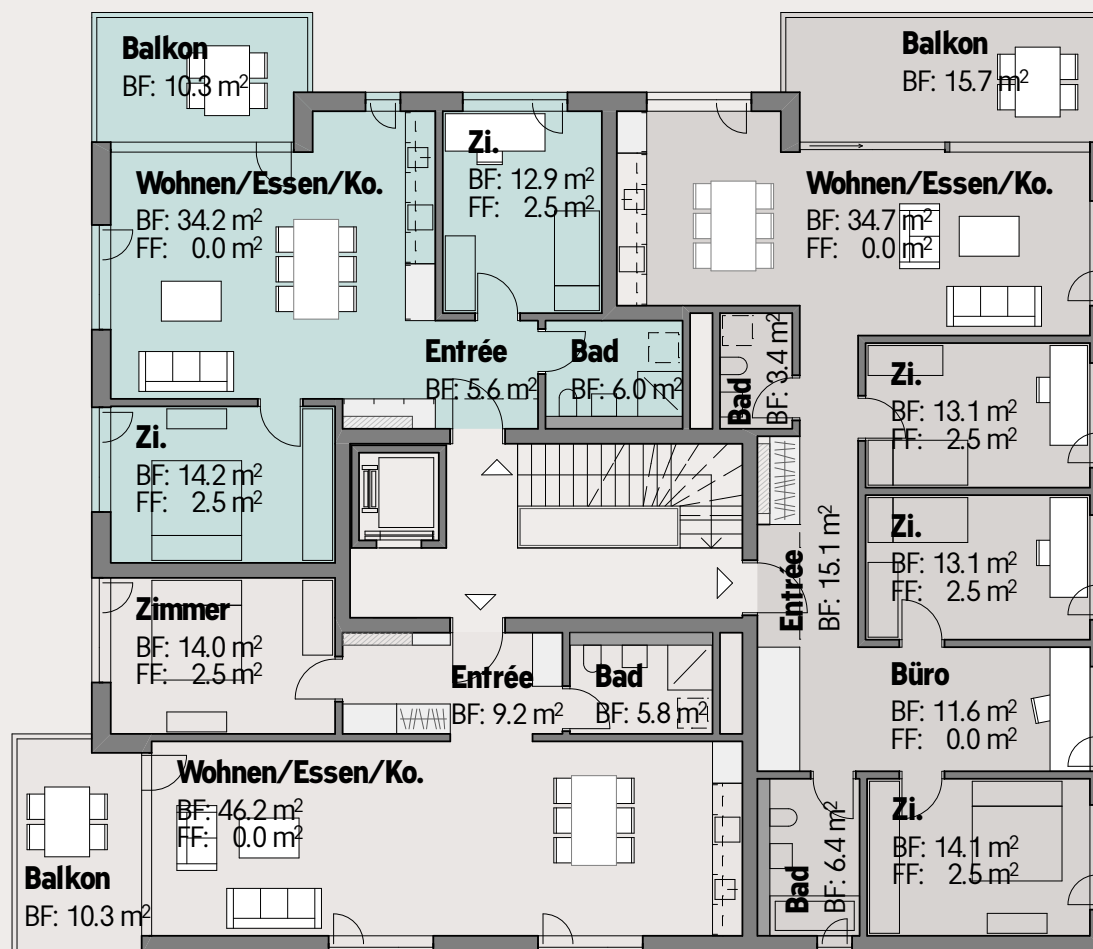 Balkon
BF: 10.3 m²
Balkon
BF: 15.7 m²
Zi.
BF: 12.9 m²
FF: 2.5 m²
Wohnen/Essen/Ko.
BF: 34.2 m²
FF: 0.0 m²
Wohnen/Essen/Ko.
BF: 34.7 m²
FF: 0.0 m²
Entrée
BF: 5.6 m²
Bad
BF: 6.0 m²
Bad
BF: 3.4 m²
Zi.
BF: 13.1 m²
FF: 2.5 m²
Zi.
BF: 14.2 m²
FF: 2.5 m²
Zi.
BF: 13.1 m²
FF: 2.5 m²
Entrée
BF: 15.1 m²
Zimmer
BF: 14.0 m²
FF: 2.5 m²
Entrée
BF: 9.2 m²
Bad
BF: 5.8 m²
Büro
BF: 11.6 m²
FF: 0.0 m²
Wohnen/Essen/Ko.
BF: 46.2 m²
FF: 0.0 m²
Zi.
BF: 14.1 m²
FF: 2.5 m²
Bad
BF: 6.4 m²
Balkon
BF: 10.3 m²